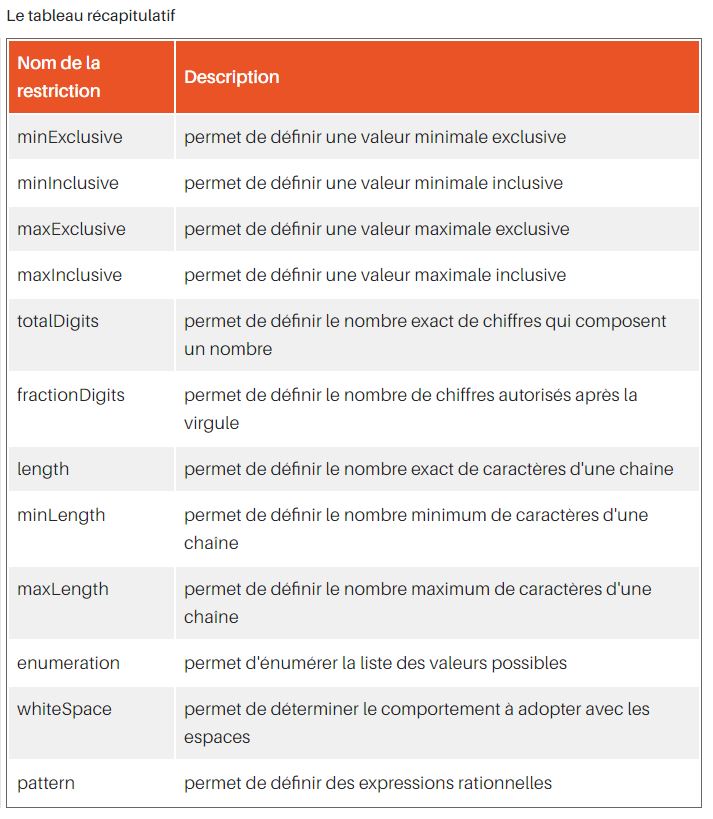 Le tableau récapitulatif
Nom de la
restriction
Description
minExclusive
permet de définir une valeur minimale exclusive
minInclusive
permet de définir une valeur minimale inclusive
maxExclusive
permet de définir une valeur maximale exclusive
maxInclusive
permet de définir une valeur maximale inclusive
totalDigits
permet de définir le nombre exact de chiffres qui composent
un nombre
fractionDigits
permet de définir le nombre de chiffres autorisés après la
virgule
length
permet de définir le nombre exact de caractères d'une chaîne
minLength
permet de définir le nombre minimum de caractères d'une
chaîne
maxLength
permet de définir le nombre maximum de caractères d'une
chaîne
enumeration
permet d'énumérer la liste des valeurs possibles
whiteSpace
permet de déterminer le comportement à adopter avec les
espaces
pattern
permet de définir des expressions rationnelles